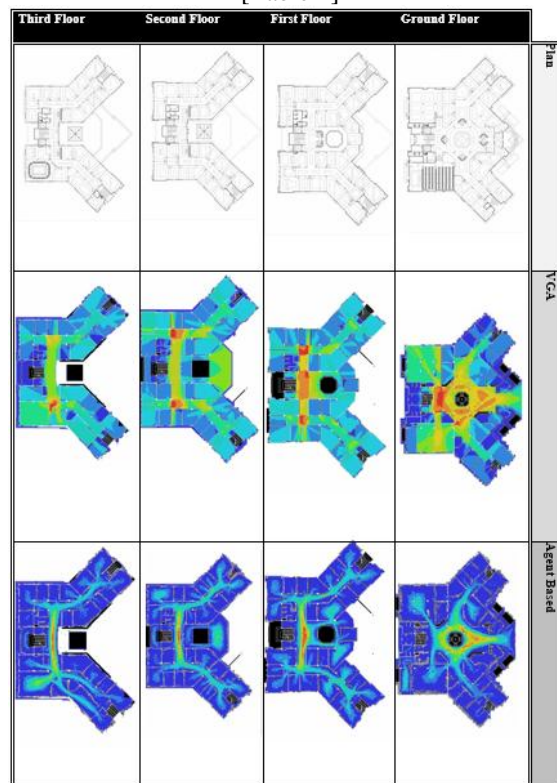 Third Floor
Second Floor
First Floor
Ground Floor
Plan
VGA
Agent Based